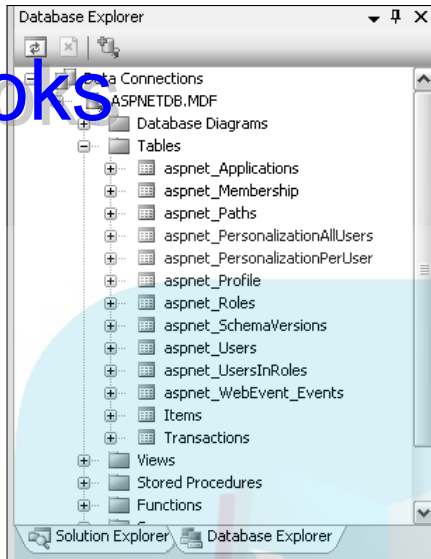 Database Explorer
oks
Data Connections
ASPNETDB.MDF
Database Diagrams
Tables
aspnet_Applications
aspnet_Membership
aspnet_Paths
aspnet_PersonalizationAllUsers
aspnet_PersonalizationPerUser
aspnet_Profile
aspnet_Roles
aspnet_SchemaVersions
aspnet_Users
aspnet_UsersInRoles
aspnet_WebEvent_Events
Items
Transactions
Views
Stored Procedures
Functions
Solution Explorer Database Explorer